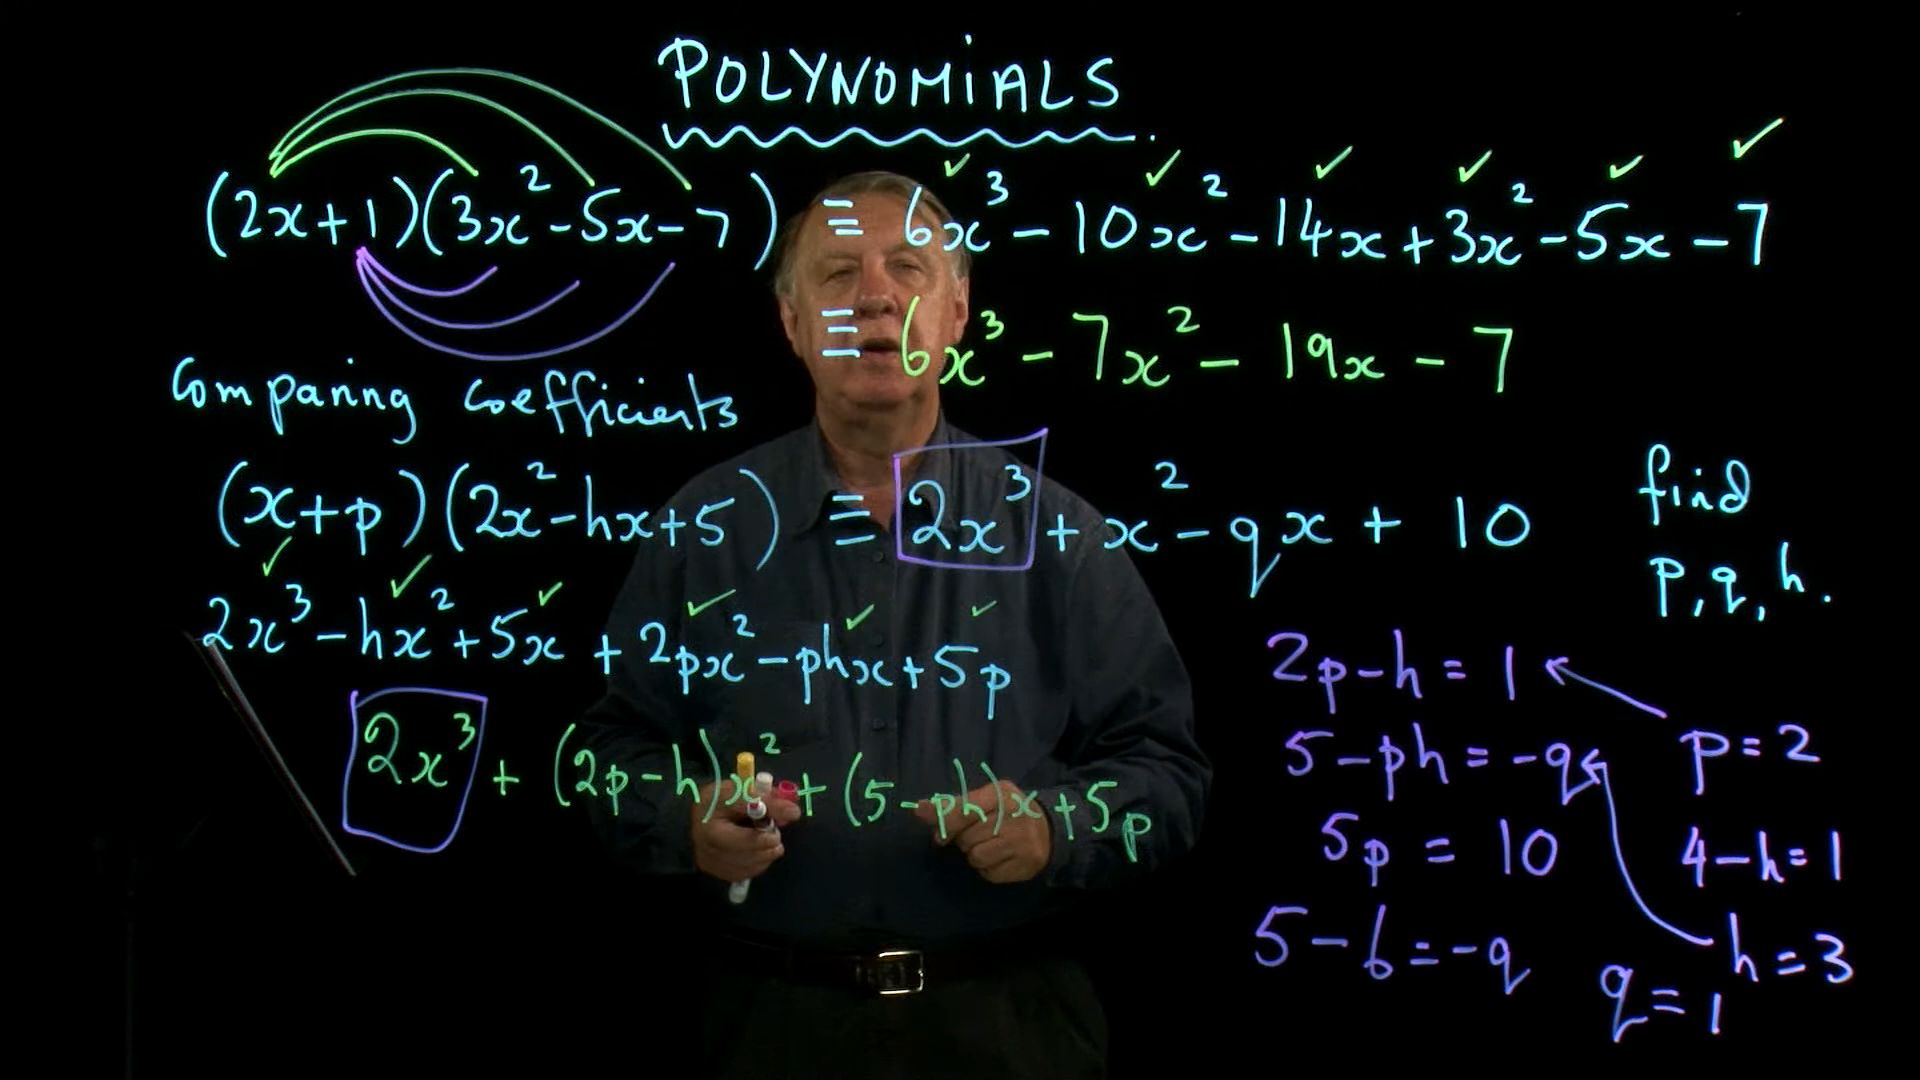 POLYNOMIALS.
(2x+1)(3x²-5x-7) ≡ 6x³-10x²-14x+3x²-5x-7
≡ 6x³-7x²-19x-7
Comparing coefficients
(x+p)(2x²-hx+5) ≡ 2x³+x²-qx+10
find
p,q,h.
2x³-hx²+5x+2px²-phx+5p
2x³+(2p-h)x²+(5-ph)x+5p
2p-h=1
5-ph=-q
5p=10
5-6=-q
p=2
4-h=1
h=3
q=1